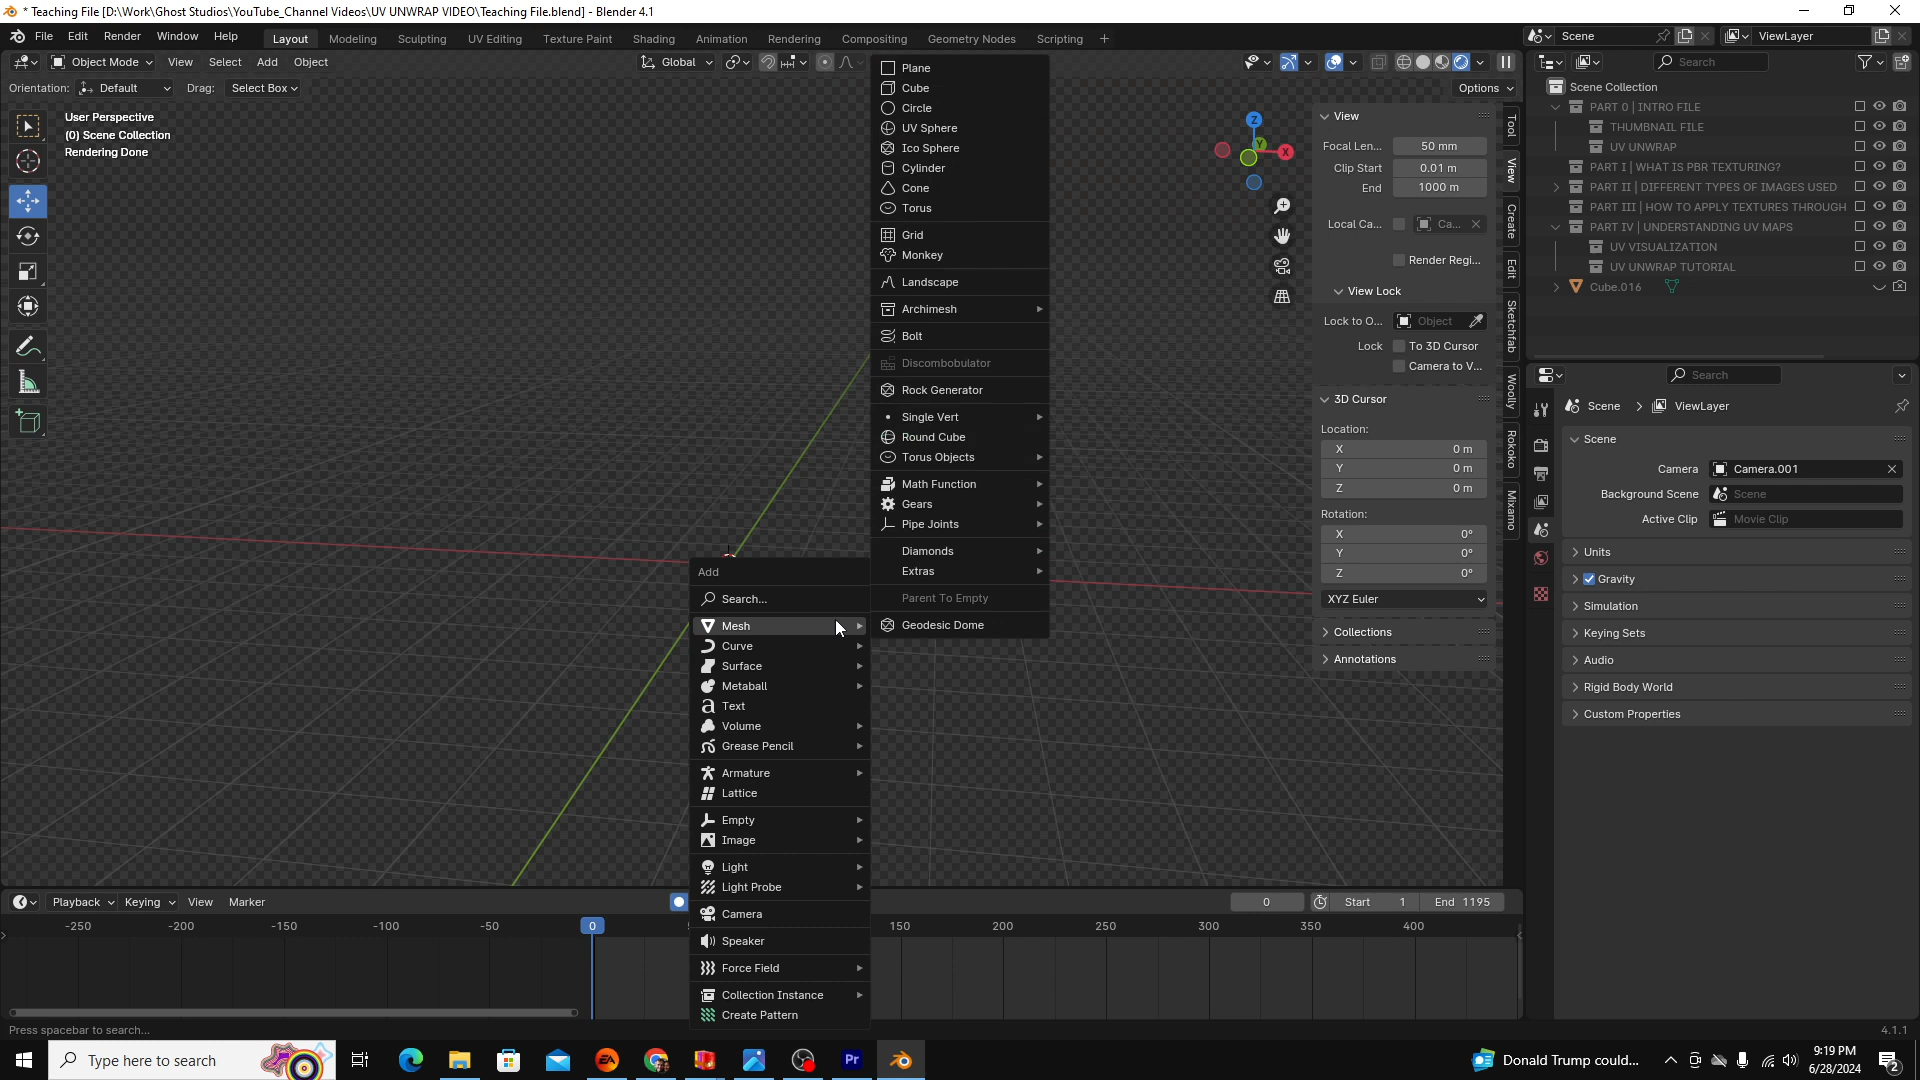 * Teaching File [D:\Work\Ghost Studios\YouTube_Channel Videos\UV UNWRAP VIDEO\Teaching File.blend] - Blender 4.1
File Edit Render Window Help Layout Modeling Sculpting UV Editing Texture Paint Shading Animation Rendering Compositing Geometry Nodes Scripting + Scene ViewLayer
Object Mode View Select Add Object Global
Orientation: Default Drag: Select Box Options
User Perspective
(0) Scene Collection
Rendering Done
Add
Search...
Mesh
Curve
Surface
Metaball
Text
Volume
Grease Pencil
Armature
Lattice
Empty
Image
Light
Light Probe
Camera
Speaker
Force Field
Collection Instance
Create Pattern
Plane
Cube
Circle
UV Sphere
Ico Sphere
Cylinder
Cone
Torus
Grid
Monkey
Landscape
Archimesh
Bolt
Discombobulator
Rock Generator
Single Vert
Round Cube
Torus Objects
Math Function
Gears
Pipe Joints
Diamonds
Extras
Parent To Empty
Geodesic Dome
Z
Y
X
View
Focal Len... 50 mm
Clip Start 0.01 m
End 1000 m
Local Ca... Ca...
Render Regi...
View Lock
Lock to O... Object
Lock To 3D Cursor
Camera to V...
3D Cursor
Location:
X 0 m
Y 0 m
Z 0 m
Rotation:
X 0°
Y 0°
Z 0°
XYZ Euler
Collections
Annotations
Tool
View
Create
Edit
Sketchfab
Woolly
Rokoko
Mixamo
Search
Scene Collection
PART 0 | INTRO FILE
THUMBNAIL FILE
UV UNWRAP
PART I | WHAT IS PBR TEXTURING?
PART II | DIFFERENT TYPES OF IMAGES USED
PART III | HOW TO APPLY TEXTURES THROUGH
PART IV | UNDERSTANDING UV MAPS
UV VISUALIZATION
UV UNWRAP TUTORIAL
Cube.016
Search
Scene > ViewLayer
Scene
Camera Camera.001
Background Scene Scene
Active Clip Movie Clip
Units
Gravity
Simulation
Keying Sets
Audio
Rigid Body World
Custom Properties
Playback Keying View Marker 0 Start 1 End 1195
-250 -200 -150 -100 -50 0 150 200 250 300 350 400
Press spacebar to search... 4.1.1
Type here to search Donald Trump could... 9:19 PM
6/28/2024 2